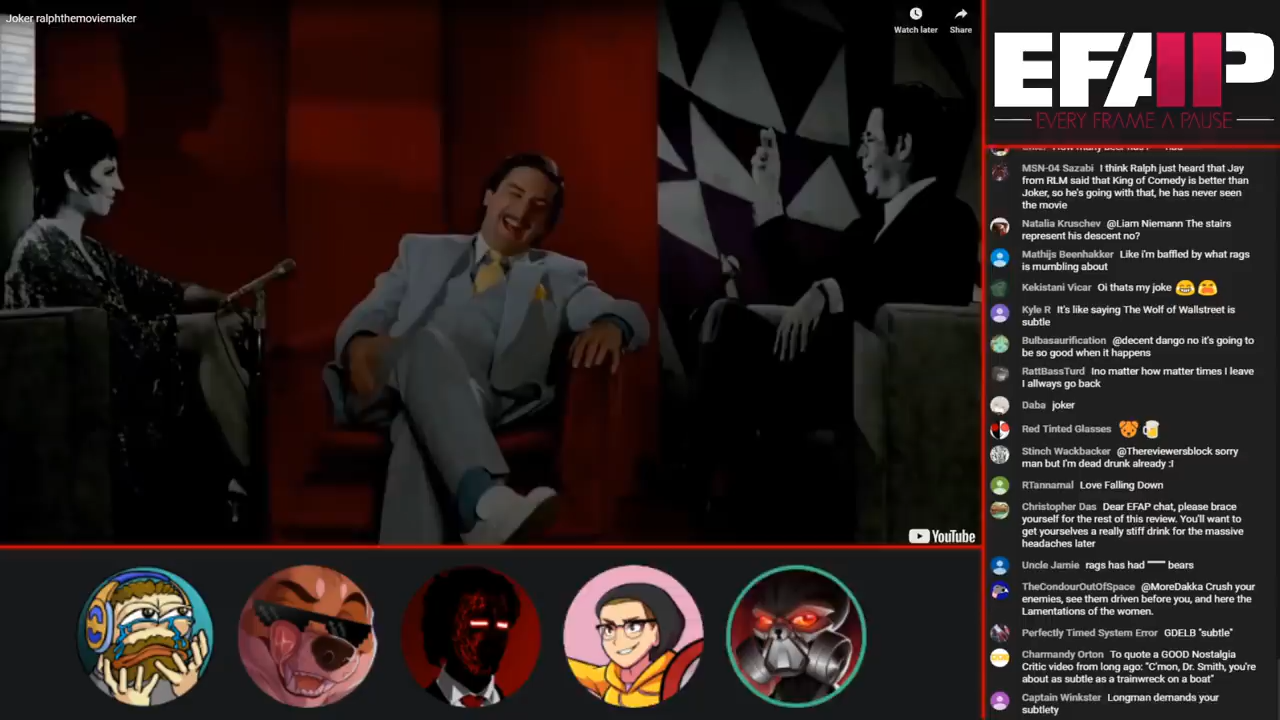 Joker ralphthemoviemaker
Watch later
Share
YouTube
EFAP
EVERY FRAME A PAUSE
MSN-04 Sazabi I think Ralph just heard that Jay
from RLM said that King of Comedy is better than
Joker, so he's going with that, he has never seen
the movie
Natalia Kruschev @Liam Niemann The stairs
represent his descent no?
Mathijs Beenhakker Like i'm baffled by what rags
is mumbling about
Kekistani Vicar Oi thats my joke
Kyle R It's like saying The Wolf of Wallstreet is
subtle
Bulbasaurification @decent dango no it's going to
be so good when it happens
RattBassTurd Ino matter how matter times I leave
I allways go back
Daba joker
Red Tinted Glasses
Stinch Wackbacker @Thereviewersblock sorry
man but I'm dead drunk already :!
RTannamal Love Falling Down
Christopher Das Dear EFAP chat, please brace
yourself for the rest of this review. You'll want to
get yourselves a really stiff drink for the massive
headaches later
Uncle Jamie rags has had """" bears
TheCondourOutOfSpace @MoreDakka Crush your
enemies, see them driven before you, and here the
Lamentations of the women.
Perfectly Timed System Error GDELB "subtle"
Charmandy Orton To quote a GOOD Nostalgia
Critic video from long ago: "C'mon, Dr. Smith, you're
about as subtle as a trainwreck on a boat"
Captain Winkster Longman demands your
subtlety